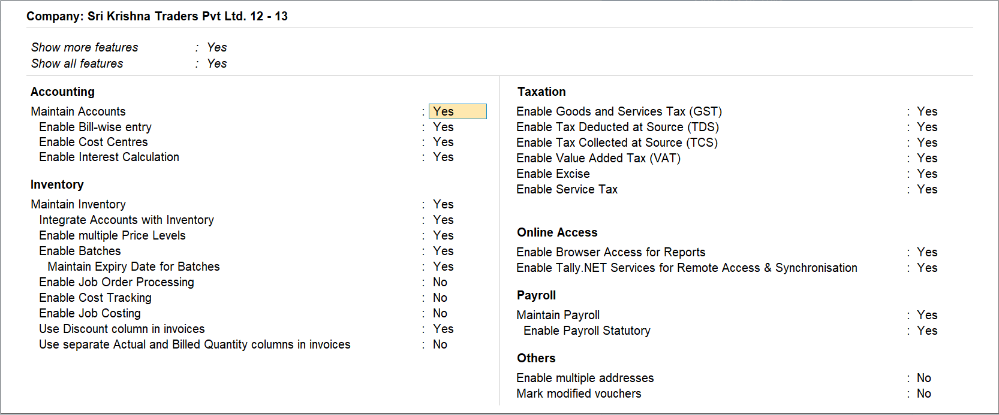 Company: Sri Krishna Traders Pvt Ltd. 12 - 13
Show more features : Yes
Show all features : Yes
Accounting
Maintain Accounts : Yes
Enable Bill-wise entry : Yes
Enable Cost Centres : Yes
Enable Interest Calculation : Yes
Inventory
Maintain Inventory : Yes
Integrate Accounts with Inventory : Yes
Enable multiple Price Levels : Yes
Enable Batches : Yes
Maintain Expiry Date for Batches : Yes
Enable Job Order Processing : No
Enable Cost Tracking : No
Enable Job Costing : No
Use Discount column in invoices : Yes
Use separate Actual and Billed Quantity columns in invoices : No
Taxation
Enable Goods and Services Tax (GST) : Yes
Enable Tax Deducted at Source (TDS) : Yes
Enable Tax Collected at Source (TCS) : Yes
Enable Value Added Tax (VAT) : Yes
Enable Excise : Yes
Enable Service Tax : Yes
Online Access
Enable Browser Access for Reports : Yes
Enable Tally.NET Services for Remote Access & Synchronisation : Yes
Payroll
Maintain Payroll : Yes
Enable Payroll Statutory : Yes
Others
Enable multiple addresses : No
Mark modified vouchers : No